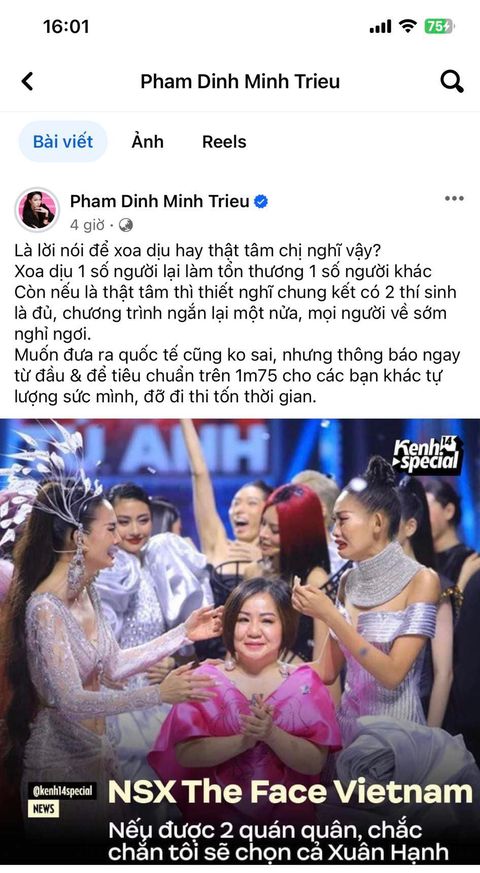 16:01
75
Pham Dinh Minh Trieu
Bài viết
Ảnh
Reels
Pham Dinh Minh Trieu
4 giờ ·
Là lời nói để xoa dịu hay thật tâm chị nghĩ vậy?
Xoa dịu 1 số người lại làm tổn thương 1 số người khác
Còn nếu là thật tâm thì thiết nghĩ chung kết có 2 thí sinh
là đủ, chương trình ngắn lại một nửa, mọi người về sớm
nghỉ ngơi.
Muốn đưa ra quốc tế cũng ko sai, nhưng thông báo ngay
từ đầu & để tiêu chuẩn trên 1m75 cho các bạn khác tự
lượng sức mình, đỡ đi thi tốn thời gian.
Kenh14
special
ANH
@kenh14special
NEWS
NSX The Face Vietnam
Nếu được 2 quán quân, chắc
chắn tôi sẽ chọn cả Xuân Hạnh